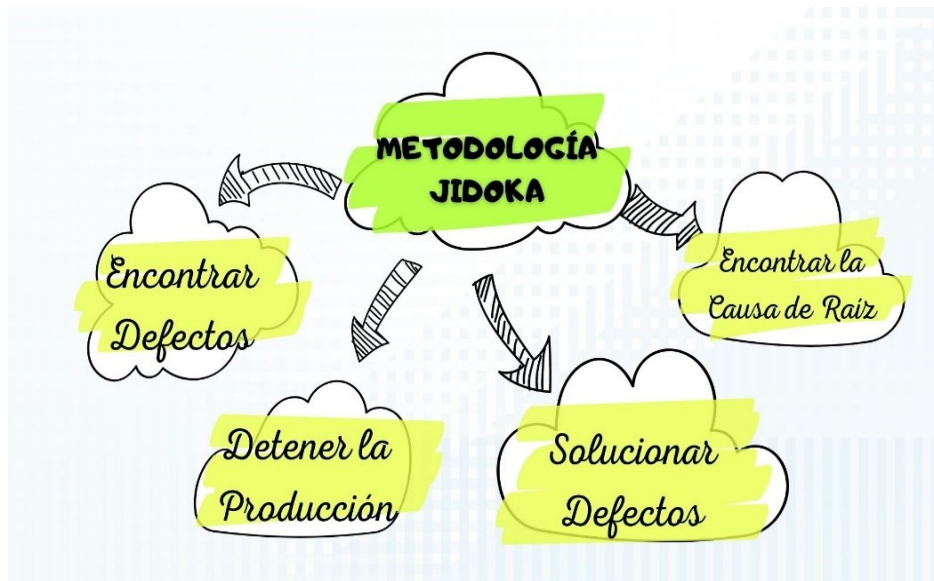 METODOLOGÍA
JIDOKA
Encontrar
Defectos
Detener la
Producción
Solucionar
Defectos
Encontrar la
Causa de Raíz